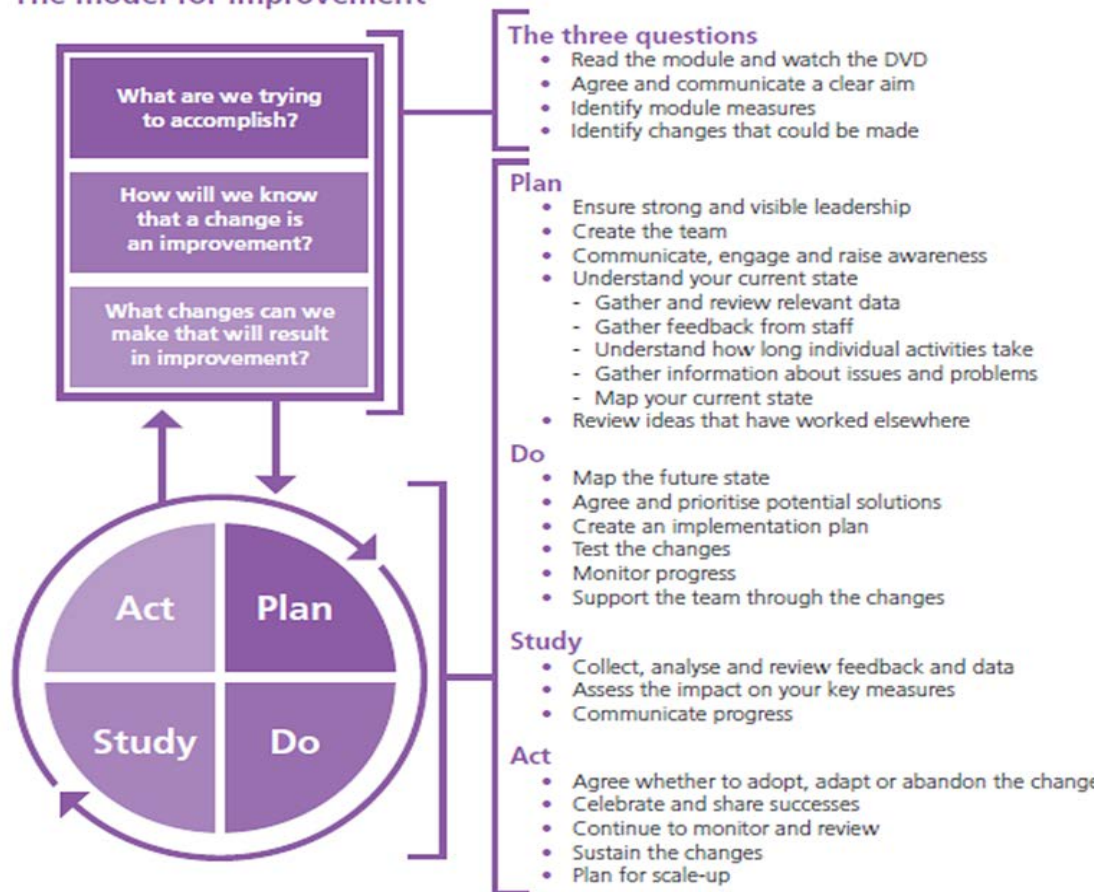 The model for improvement
What are we trying
to accomplish?
How will we know
that a change is
an improvement?
What changes can we
make that will result
in improvement?
Act
Plan
Study
Do
The three questions
• Read the module and watch the DVD
• Agree and communicate a clear aim
• Identify module measures
• Identify changes that could be made
Plan
• Ensure strong and visible leadership
• Create the team
• Communicate, engage and raise awareness
• Understand your current state
- Gather and review relevant data
- Gather feedback from staff
- Understand how long individual activities take
- Gather information about issues and problems
- Map your current state
• Review ideas that have worked elsewhere
Do
• Map the future state
• Agree and prioritise potential solutions
• Create an implementation plan
• Test the changes
• Monitor progress
• Support the team through the changes
Study
• Collect, analyse and review feedback and data
• Assess the impact on your key measures
• Communicate progress
Act
• Agree whether to adopt, adapt or abandon the change
• Celebrate and share successes
• Continue to monitor and review
• Sustain the changes
• Plan for scale-up